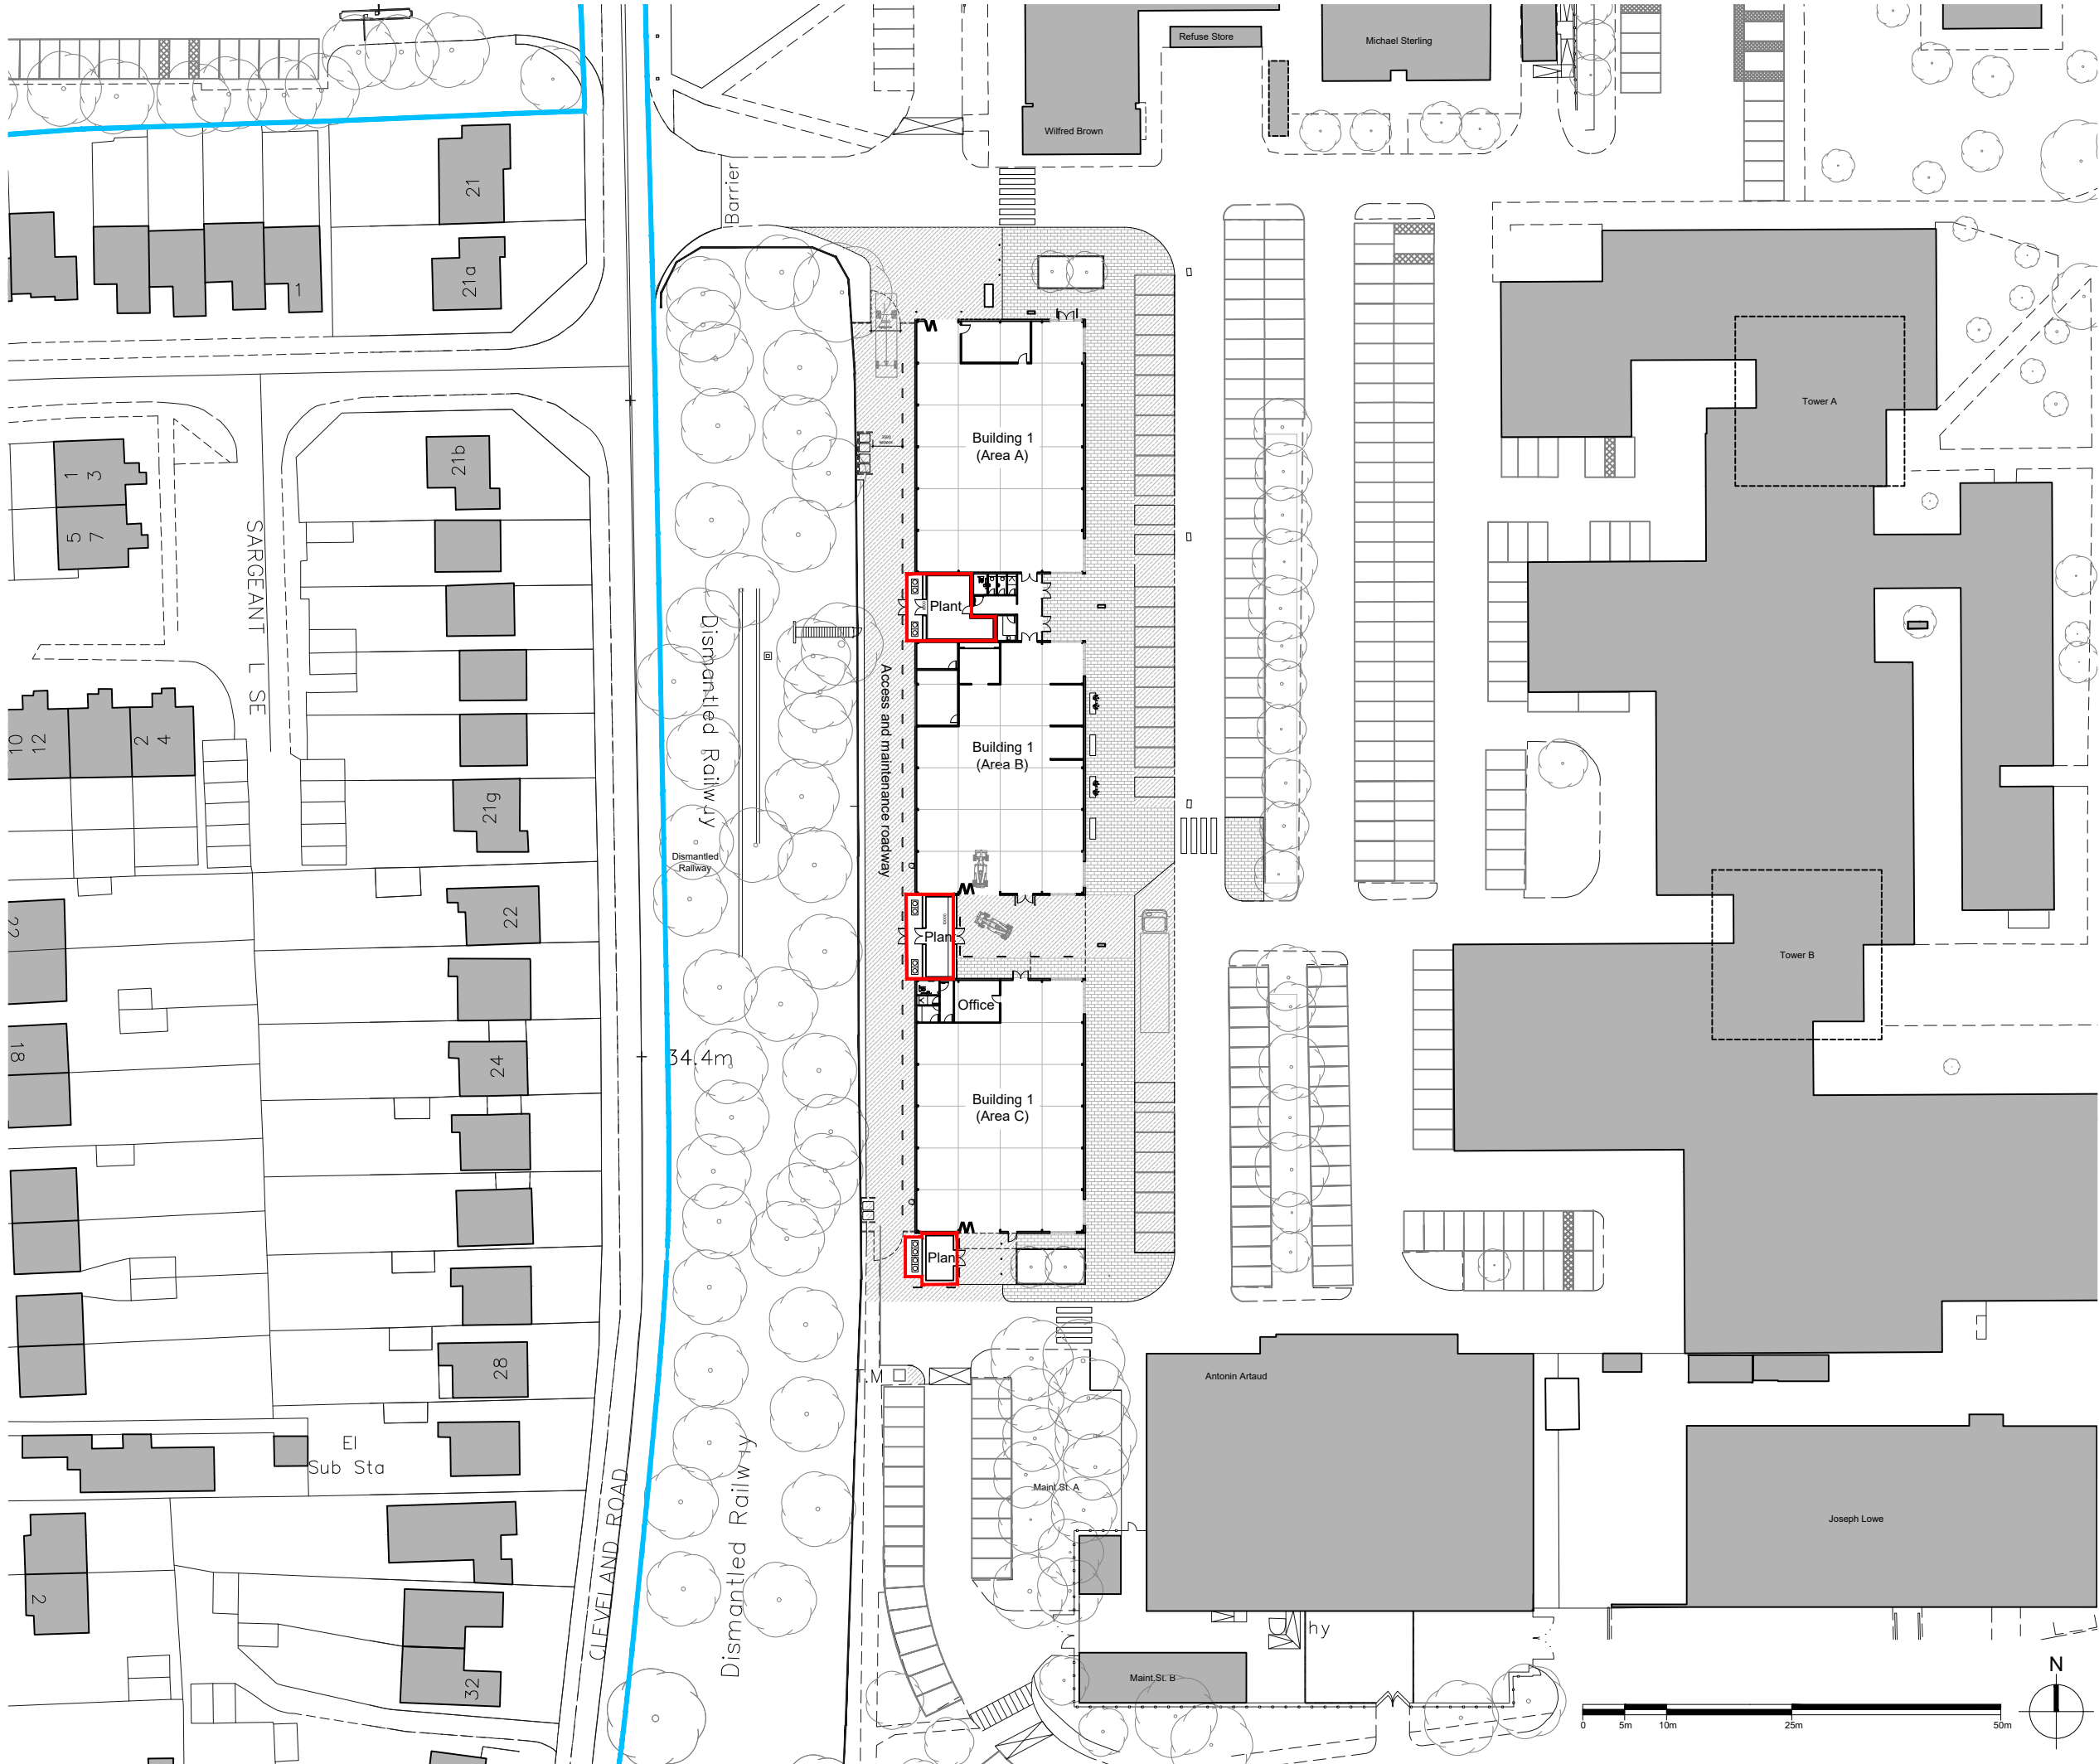 Refuse Store
Michael Sterling
Wilfred Brown
Barrier
21
21a
1
Tower A
Building 1
(Area A)
21b
1
3
5
7
SARGEANT
L SE
Plant
Dismantled Railw
y
Access and maintenance roadway
10
12
2
4
Building 1
(Area B)
21g
Dismantled
Railway
22
22
Plan
Tower B
Office
18
24
34.4m
Building 1
(Area C)
Plan
28
T.M
Antonin Artaud
El
Sub Sta
CLEVELAND ROAD
Dismantled Railw
y
Maint.St. A
Joseph Lowe
2
32
hy
Maint.St. B
N
0
5m
10m
25m
50m